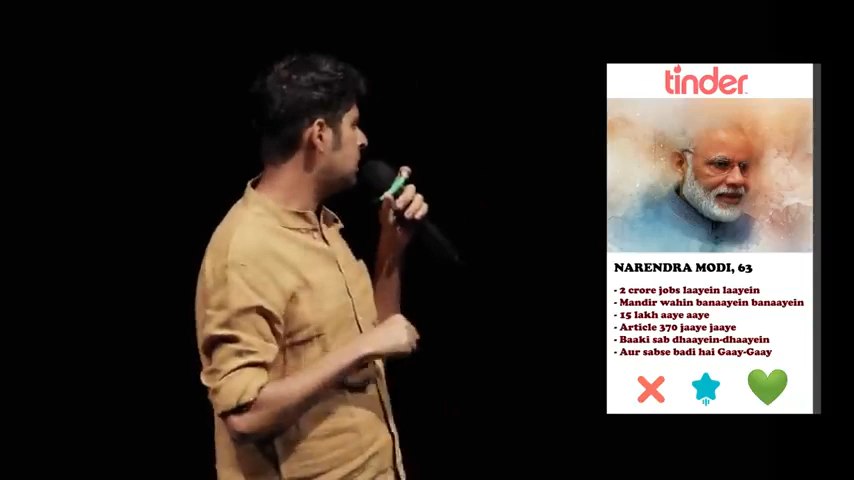 tinder
NARENDRA MODI, 63
- 2 crore jobs laayein laayein
- Mandir wahin banaayein banaayein
- 15 lakh aaye aaye
- Article 370 jaaye jaaye
- Baaki sab dhaayein-dhaayein
- Aur sabse badi hai Gaay-Gaay